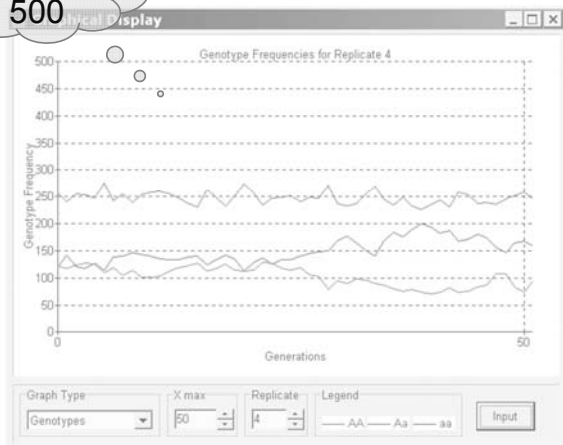 500
phical Display
Genotype Frequencies for Replicate 4
Genotype Frequency
500
450
400
350
300
250
200
150
100
50
0
0
50
Generations
Graph Type
X max
Replicate
Legend
Genotypes
50
4
AA
Aa
aa
Input